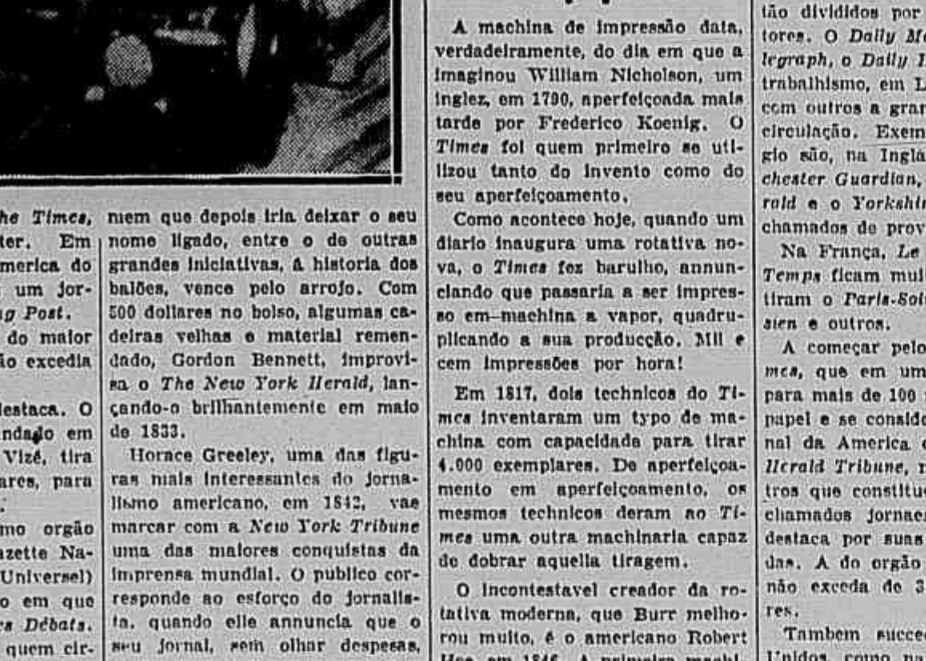 he Times,
ter. Em
merica do
um jor-
g Post.
do maior
ão excedia
destaca. O
ndado em
Vizé, tira
ares, para
mo orgão
azette Na-
Universel)
o em que
s Débats.
quem cir-
mem que depois iria deixar o seu
nome ligado, entre o de outras
grandes iniciativas, á historia dos
balões, vence pelo arrojo. Com
500 dollares no bolso, algumas ca-
deiras velhas e material remen-
dado, Gordon Bennett, improvi-
sa o The New York Herald, lan-
çando-o brilhantemente em maio
de 1833.
Horace Greeley, uma das figu-
ras mais interessantes do jorna-
lismo americano, em 1842, vae
marcar com a New York Tribune
uma das maiores conquistas da
imprensa mundial. O publico cor-
responde ao esforço do jornalis-
ta, quando elle annuncia que o
seu jornal, sem olhar despesas,
A machina de impressão data,
verdadeiramente, do dia em que a
imaginou William Nicholson, um
inglez, em 1790, aperfeiçoada mais
tarde por Frederico Koenig. O
Times foi quem primeiro se uti-
lizou tanto do invento como do
seu aperfeiçoamento.
Como acontece hoje, quando um
diario inaugura uma rotativa no-
va, o Times fez barulho, annun-
ciando que passaria a ser impres-
so em machina a vapor, quadru-
plicando a sua producção. Mil e
cem impressões por hora!
Em 1817, dois technicos do Ti-
mes inventaram um typo de ma-
china com capacidade para tirar
4.000 exemplares. De aperfeiçoa-
mento em aperfeiçoamento, os
mesmos technicos deram ao Ti-
mes uma outra machinaria capaz
de dobrar aquella tiragem.
O incontestavel creador da ro-
tativa moderna, que Burr melho-
rou muito, é o americano Robert
Hoe em 1846. A primeira machi-
tão divididos por
tores. O Daily M
legraph, o Daily
trabalhismo, em L
com outros a gran
circulação. Exem
gio são, na Ingla
chester Guardian,
rald e o Yorkshir
chamados de prov
Na França, Le
Temps ficam mui
tiram o Paris-Soi
sien e outros.
A começar pelo
mes, que em um
para mais de 100
papel e se conside
nal da America
Herald Tribune,
tros que constitue
chamados jornaes
destaca por suas
das. A do orgão
não exceda de 3
res.
Tambem succe
Unidos, como na